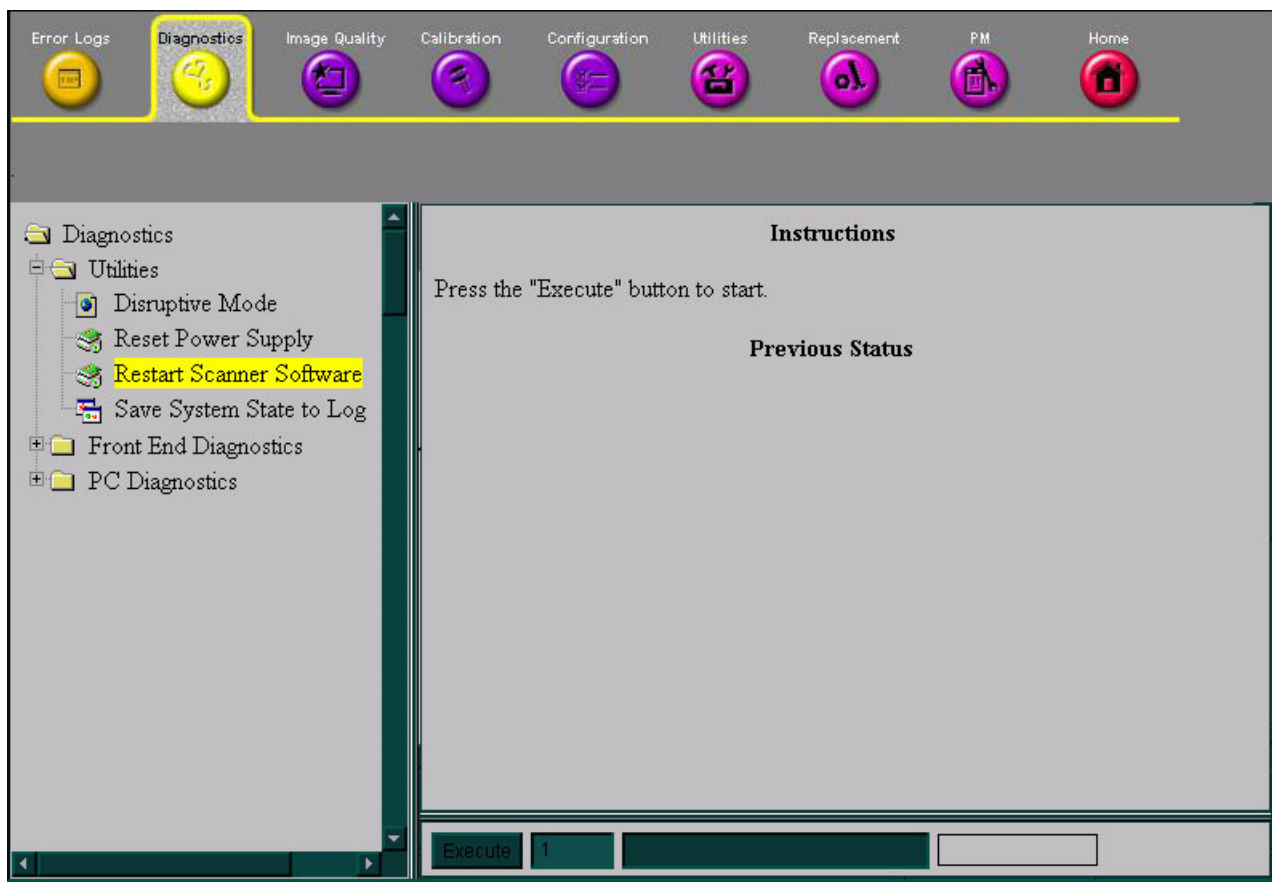 Error Logs
Diagnostics
Image Quality
Calibration
Configuration
Utilities
Replacement
PM
Home
Diagnostics
Utilities
Disruptive Mode
Reset Power Supply
Restart Scanner Software
Save System State to Log
Front End Diagnostics
PC Diagnostics
Instructions
Press the "Execute" button to start.
Previous Status
Execute
1